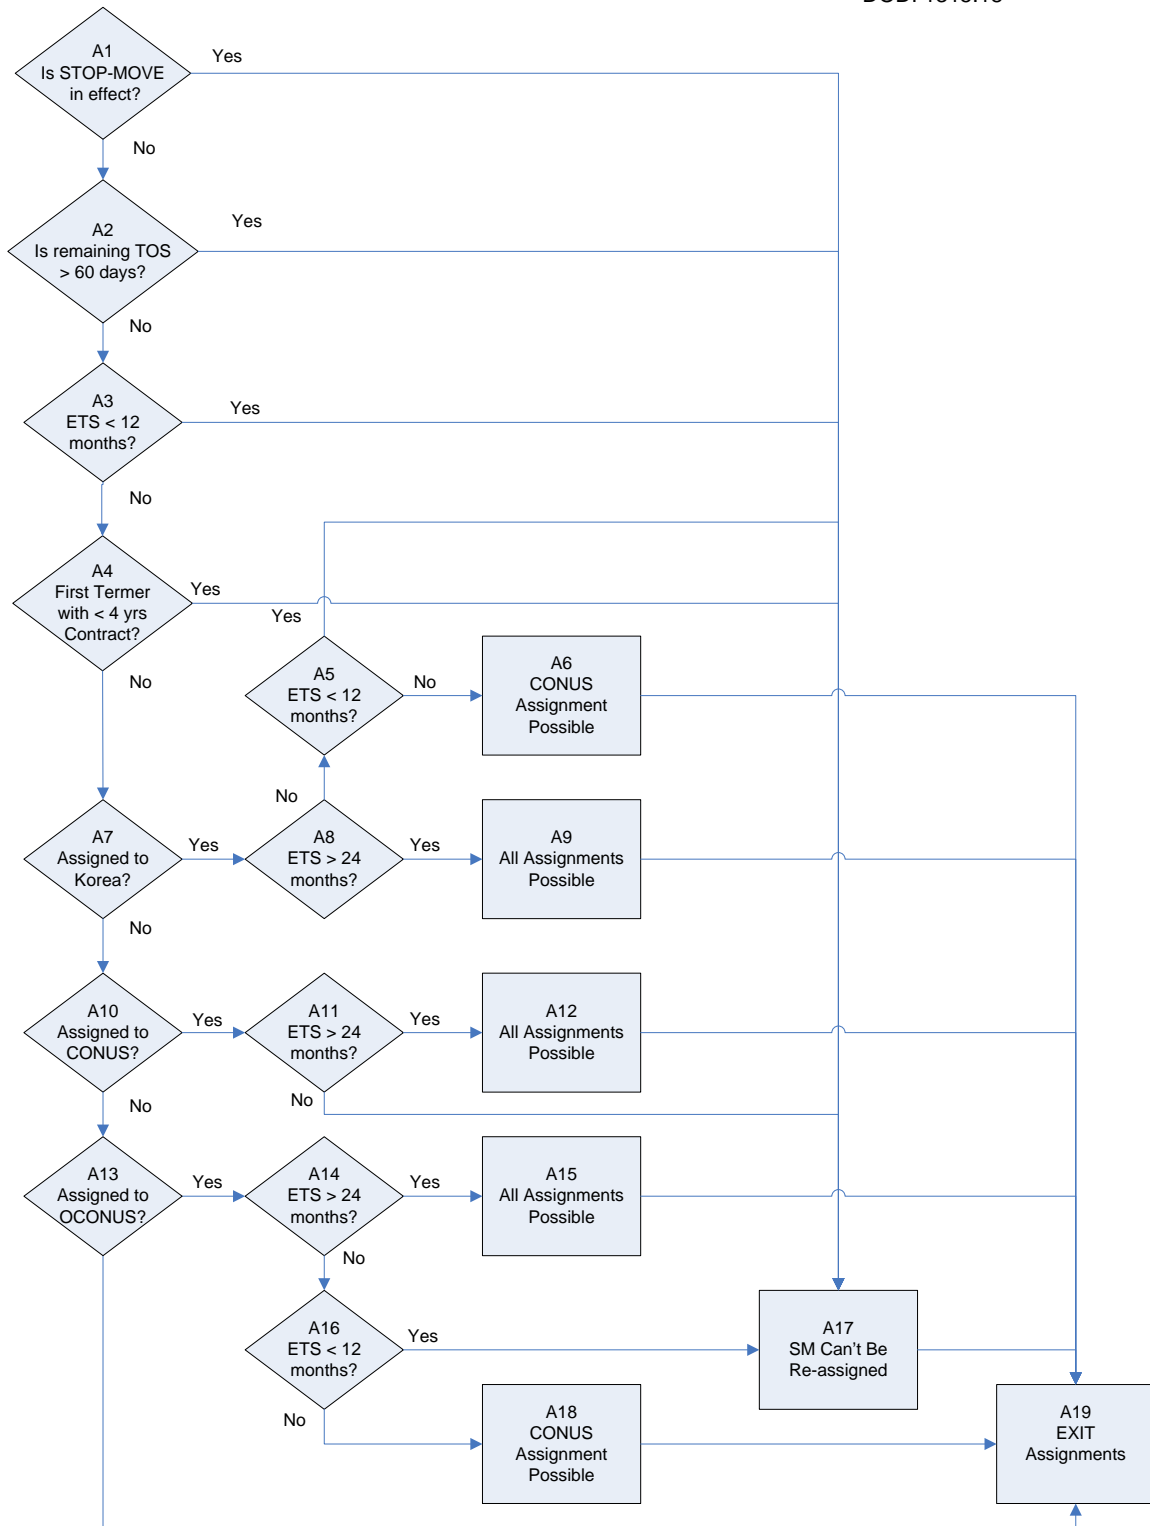 A1
Is STOP-MOVE
in effect?
Yes
No
A2
Is remaining TOS
> 60 days?
Yes
No
A3
ETS < 12
months?
Yes
No
A4
First Termer
with < 4 yrs
Contract?
Yes
No
Yes
A5
ETS < 12
months?
No
A6
CONUS
Assignment
Possible
No
A7
Assigned to
Korea?
Yes
No
A8
ETS > 24
months?
Yes
A9
All Assignments
Possible
A10
Assigned to
CONUS?
Yes
No
A11
ETS > 24
months?
Yes
No
A12
All Assignments
Possible
A13
Assigned to
OCONUS?
Yes
A14
ETS > 24
months?
Yes
No
A15
All Assignments
Possible
A16
ETS < 12
months?
Yes
No
A17
SM Can't Be
Re-assigned
A18
CONUS
Assignment
Possible
A19
EXIT
Assignments